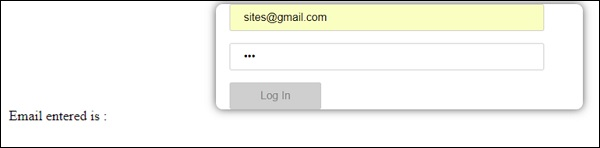 sites@gmail.com
•••
Log In
Email entered is :